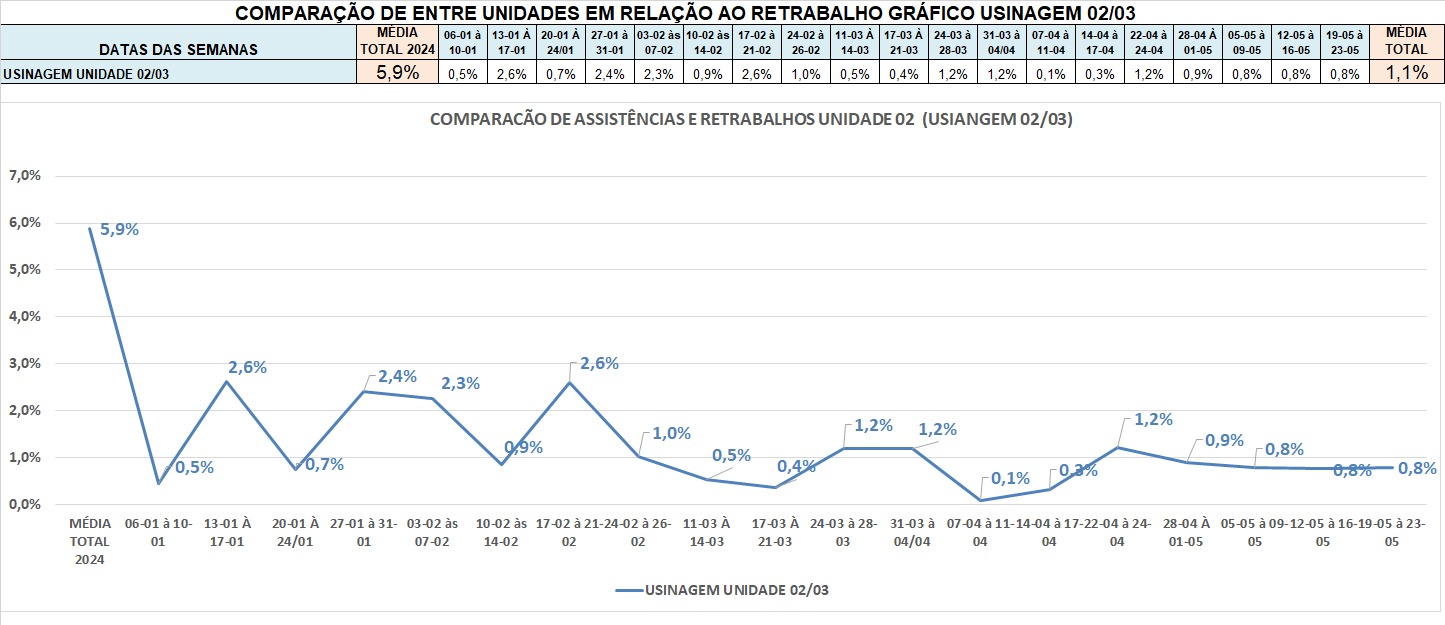 COMPARAÇÃO DE ENTRE UNIDADES EM RELAÇÃO AO RETRABALHO GRÁFICO USINAGEM 02/03
DATAS DAS SEMANAS MÉDIA TOTAL 2024 06-01 à 10-01 13-01 À 17-01 20-01 À 24/01 27-01 à 31-01 03-02 às 07-02 10-02 às 14-02 17-02 à 21-02 24-02 à 26-02 11-03 À 14-03 17-03 À 21-03 24-03 à 28-03 31-03 à 04/04 07-04 à 11-04 14-04 à 17-04 22-04 à 24-04 28-04 À 01-05 05-05 à 09-05 12-05 à 16-05 19-05 à 23-05 MÉDIA TOTAL
USINAGEM UNIDADE 02/03 5,9% 0,5% 2,6% 0,7% 2,4% 2,3% 0,9% 2,6% 1,0% 0,5% 0,4% 1,2% 1,2% 0,1% 0,3% 1,2% 0,9% 0,8% 0,8% 0,8% 1,1%
COMPARACÃO DE ASSISTÊNCIAS E RETRABALHOS UNIDADE 02 (USIANGEM 02/03)
7,0%
6,0%
5,0%
4,0%
3,0%
2,0%
1,0%
0,0%
5,9% 0,5% 2,6% 0,7% 2,4% 2,3% 0,9% 2,6% 1,0% 0,5% 0,4% 1,2% 1,2% 0,1% 0,3% 1,2% 0,9% 0,8% 0,8% 0,8%
MÉDIA 06-01 à 10- 13-01 À 20-01 À 27-01 à 31- 03-02 às 10-02 às 17-02 à 21- 24-02 à 26- 11-03 À 17-03 À 24-03 à 28- 31-03 à 07-04 à 11- 14-04 à 17- 22-04 à 24- 28-04 À 05-05 à 09- 12-05 à 16- 19-05 à 23-
TOTAL 01 17-01 24/01 01 07-02 14-02 02 02 14-03 21-03 03 04/04 04 04 04 01-05 05 05 05
2024
USINAGEM UNIDADE 02/03